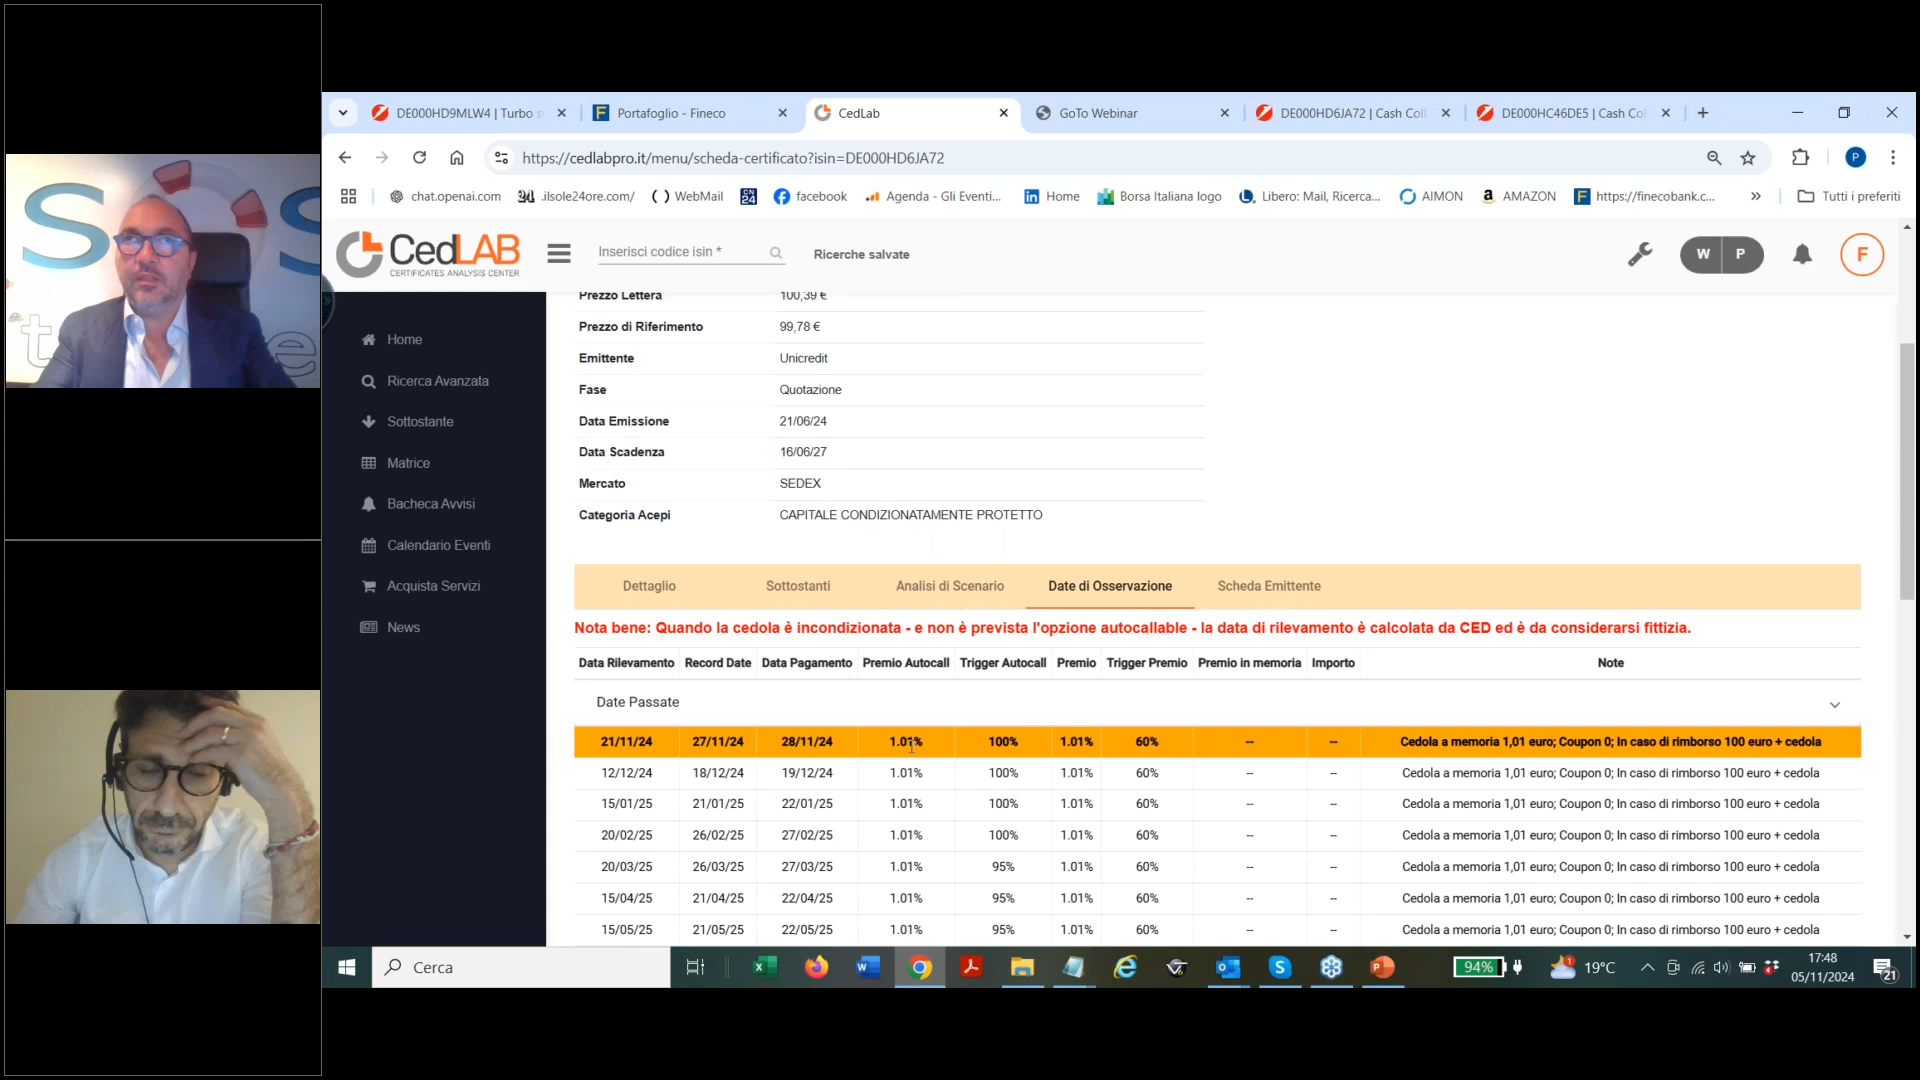 DE000HD9MLW4 | Turbo s
Portafoglio - Fineco
CedLab
GoTo Webinar
DE000HD6JA72 | Cash Coll
DE000HC46DE5 | Cash Co
https://cedlabpro.it/menu/scheda-certificato?isin=DE000HD6JA72
P
chat.openai.com
.ilsole24ore.com/
WebMail
facebook
Agenda - Gli Eventi...
Home
Borsa Italiana logo
Libero: Mail, Ricerca...
AIMON
AMAZON
https://finecobank.c...
Tutti i preferiti
CedLAB
CERTIFICATES ANALYSIS CENTER
Inserisci codice isin *
Ricerche salvate
W P
F
Home
Ricerca Avanzata
Sottostante
Matrice
Bacheca Avvisi
Calendario Eventi
Acquista Servizi
News
Prezzo Lettera 100,39 €
Prezzo di Riferimento 99,78 €
Emittente Unicredit
Fase Quotazione
Data Emissione 21/06/24
Data Scadenza 16/06/27
Mercato SEDEX
Categoria Acepi CAPITALE CONDIZIONATAMENTE PROTETTO
Dettaglio Sottostanti Analisi di Scenario Date di Osservazione Scheda Emittente
Nota bene: Quando la cedola è incondizionata - e non è prevista l'opzione autocallable - la data di rilevamento è calcolata da CED ed è da considerarsi fittizia.
Data Rilevamento Record Date Data Pagamento Premio Autocall Trigger Autocall Premio Trigger Premio Premio in memoria Importo Note
Date Passate
21/11/24 27/11/24 28/11/24 1.01% 100% 1.01% 60% -- -- Cedola a memoria 1,01 euro; Coupon 0; In caso di rimborso 100 euro + cedola
12/12/24 18/12/24 19/12/24 1.01% 100% 1.01% 60% -- -- Cedola a memoria 1,01 euro; Coupon 0; In caso di rimborso 100 euro + cedola
15/01/25 21/01/25 22/01/25 1.01% 100% 1.01% 60% -- -- Cedola a memoria 1,01 euro; Coupon 0; In caso di rimborso 100 euro + cedola
20/02/25 26/02/25 27/02/25 1.01% 100% 1.01% 60% -- -- Cedola a memoria 1,01 euro; Coupon 0; In caso di rimborso 100 euro + cedola
20/03/25 26/03/25 27/03/25 1.01% 95% 1.01% 60% -- -- Cedola a memoria 1,01 euro; Coupon 0; In caso di rimborso 100 euro + cedola
15/04/25 21/04/25 22/04/25 1.01% 95% 1.01% 60% -- -- Cedola a memoria 1,01 euro; Coupon 0; In caso di rimborso 100 euro + cedola
15/05/25 21/05/25 22/05/25 1.01% 95% 1.01% 60% -- -- Cedola a memoria 1,01 euro; Coupon 0; In caso di rimborso 100 euro + cedola
Cerca
94%
19°C
17:48
05/11/2024
21